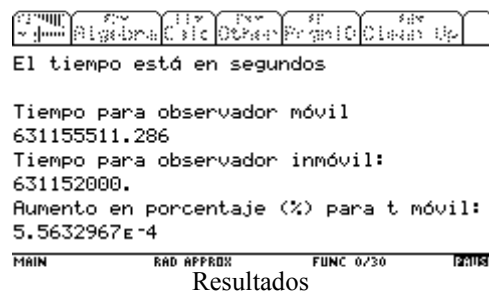 Algebra Calc Other PrgmIO Clean Up
El tiempo está en segundos
Tiempo para observador móvil
631155511.286
Tiempo para observador inmóvil:
631152000.
Aumento en porcentaje (%) para t móvil:
5.5632967E-4
MAIN RAD APPROX FUNC 0/30 PAUSE
Resultados